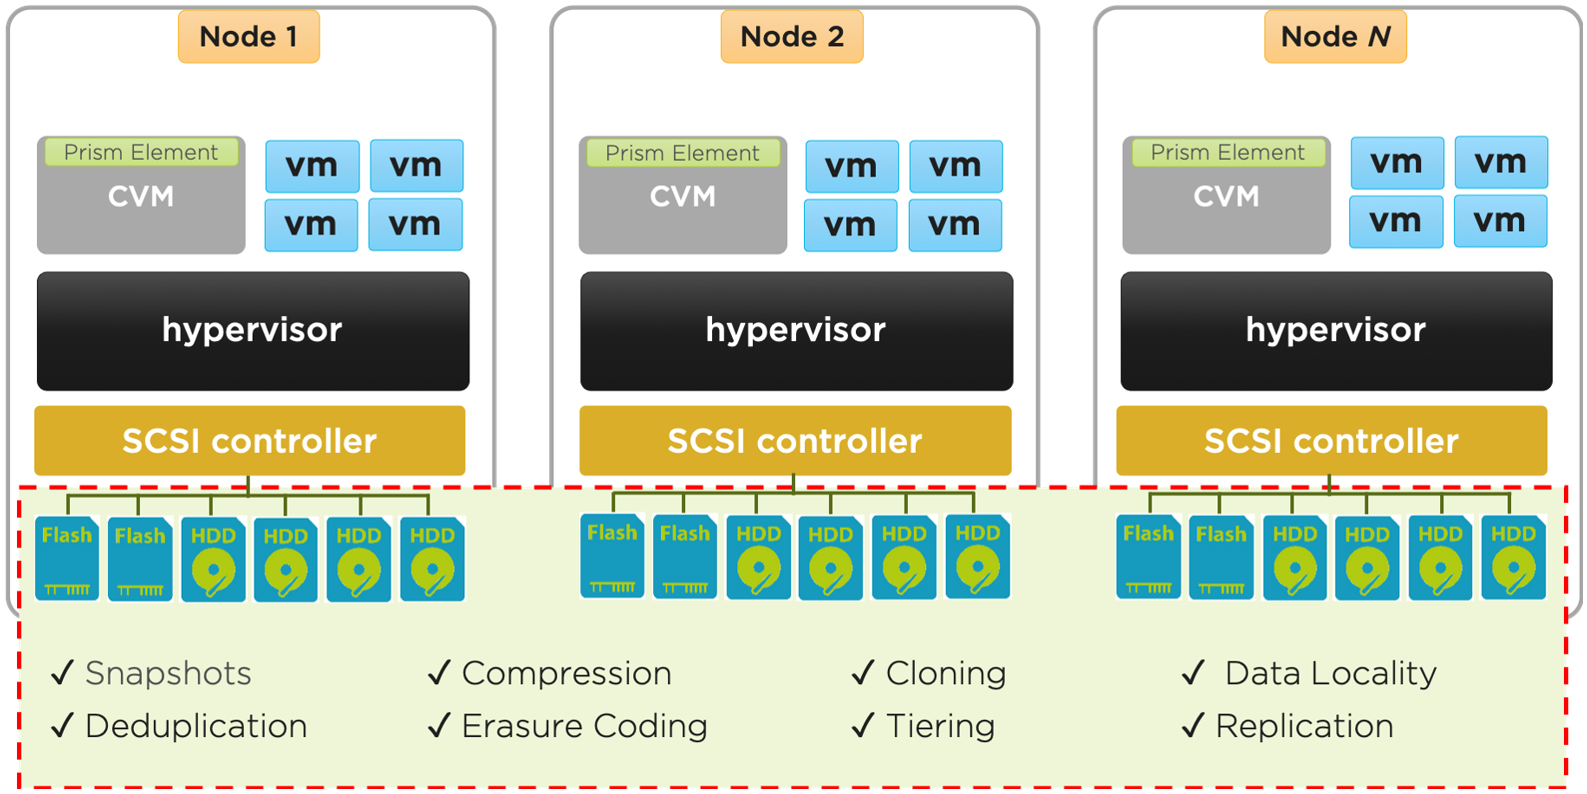 Node 1
Node 2
Node N
Prism Element
CVM
vm vm
vm vm
Prism Element
CVM
vm vm
vm vm
Prism Element
CVM
vm vm
vm vm
hypervisor
hypervisor
hypervisor
SCSI controller
SCSI controller
SCSI controller
Flash Flash HDD HDD HDD HDD
Flash Flash HDD HDD HDD HDD
Flash Flash HDD HDD HDD HDD
✓ Snapshots
✓ Compression
✓ Cloning
✓ Data Locality
✓ Deduplication
✓ Erasure Coding
✓ Tiering
✓ Replication